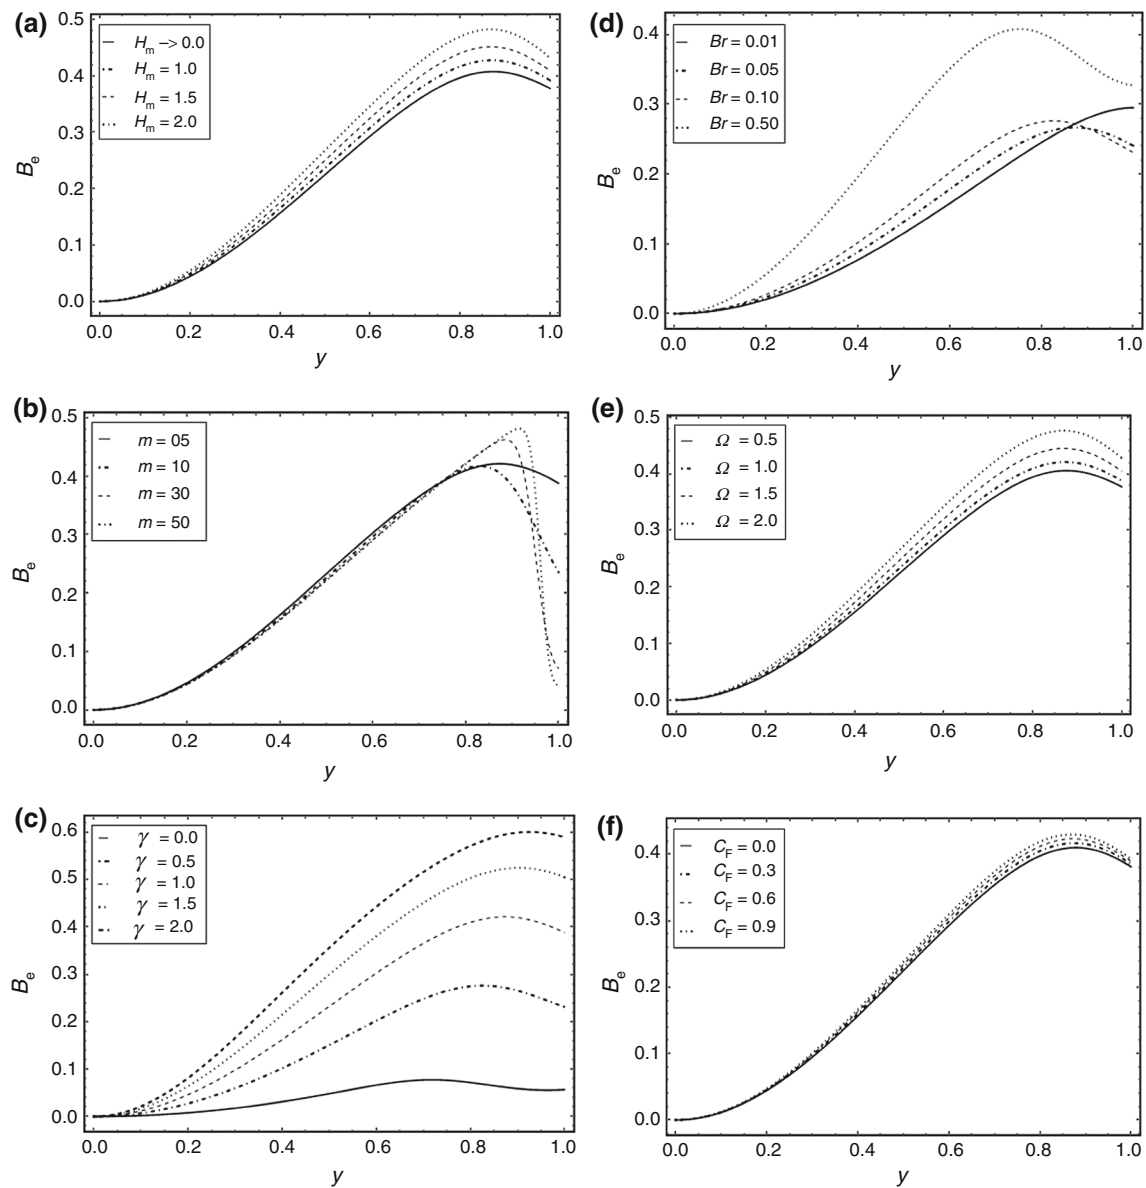 (a)
0.5
0.4
0.3
0.2
0.1
0.0
B_e
H_m –> 0.0
H_m = 1.0
H_m = 1.5
H_m = 2.0
0.0 0.2 0.4 0.6 0.8 1.0
y
(d)
0.4
0.3
0.2
0.1
0.0
B_e
Br = 0.01
Br = 0.05
Br = 0.10
Br = 0.50
0.0 0.2 0.4 0.6 0.8 1.0
y
(b)
0.5
0.4
0.3
0.2
0.1
0.0
B_e
m = 05
m = 10
m = 30
m = 50
0.0 0.2 0.4 0.6 0.8 1.0
y
(e)
0.5
0.4
0.3
0.2
0.1
0.0
B_e
Ω = 0.5
Ω = 1.0
Ω = 1.5
Ω = 2.0
0.0 0.2 0.4 0.6 0.8 1.0
y
(c)
0.6
0.5
0.4
0.3
0.2
0.1
0.0
B_e
γ = 0.0
γ = 0.5
γ = 1.0
γ = 1.5
γ = 2.0
0.0 0.2 0.4 0.6 0.8 1.0
y
(f)
0.4
0.3
0.2
0.1
0.0
B_e
C_F = 0.0
C_F = 0.3
C_F = 0.6
C_F = 0.9
0.0 0.2 0.4 0.6 0.8 1.0
y